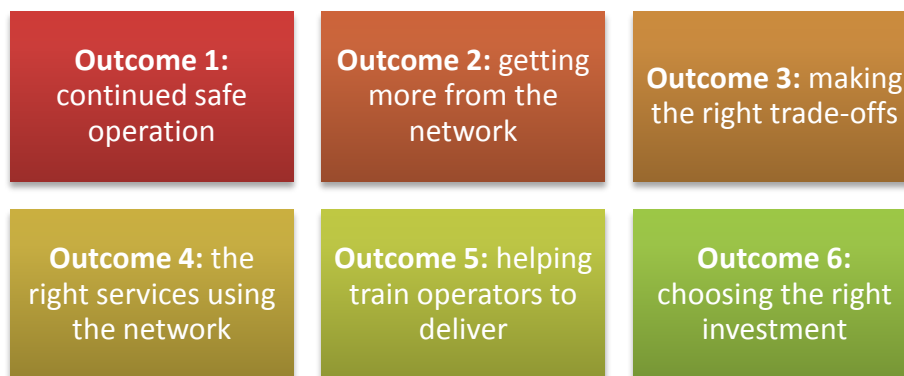 Outcome 1:
continued safe
operation
Outcome 2: getting
more from the
network
Outcome 3: making
the right trade-offs
Outcome 4: the
right services using
the network
Outcome 5: helping
train operators to
deliver
Outcome 6:
choosing the right
investment